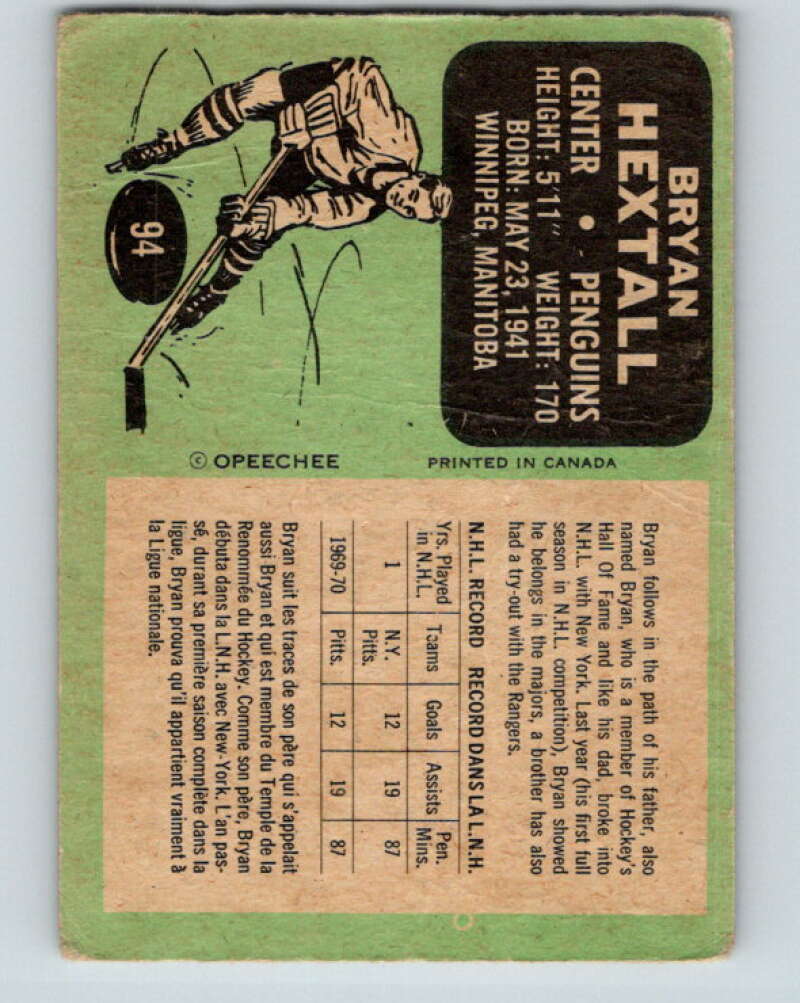 BRYAN
HEXTALL
CENTER • PENGUINS
HEIGHT: 5'11" WEIGHT: 170
BORN: MAY 23, 1941
WINNIPEG, MANITOBA
94
© OPEECHEE
PRINTED IN CANADA
Bryan follows in the path of his father, also
named Bryan, who is a member of Hockey's
Hall Of Fame and like his dad, broke into
N.H.L. with New York. Last year (his first full
season in N.H.L. competition), Bryan showed
he belongs in the majors, a brother has also
had a try-out with the Rangers.
N.H.L. RECORD RECORD DANS LA L.N.H.
Yrs. Played in N.H.L. Teams Goals Assists Pen. Mins.
1 N.Y. Pitts. 12 19 87
1969-70 Pitts. 12 19 87
Bryan suit les traces de son père qui s'appelait
aussi Bryan et qui est membre du Temple de la
Renommée du Hockey. Comme son père, Bryan
débuta dans la L.N.H. avec New-York. L'an pas-
sé, durant sa première saison complète dans la
ligue, Bryan prouva qu'il appartient vraiment à
la Ligue nationale.